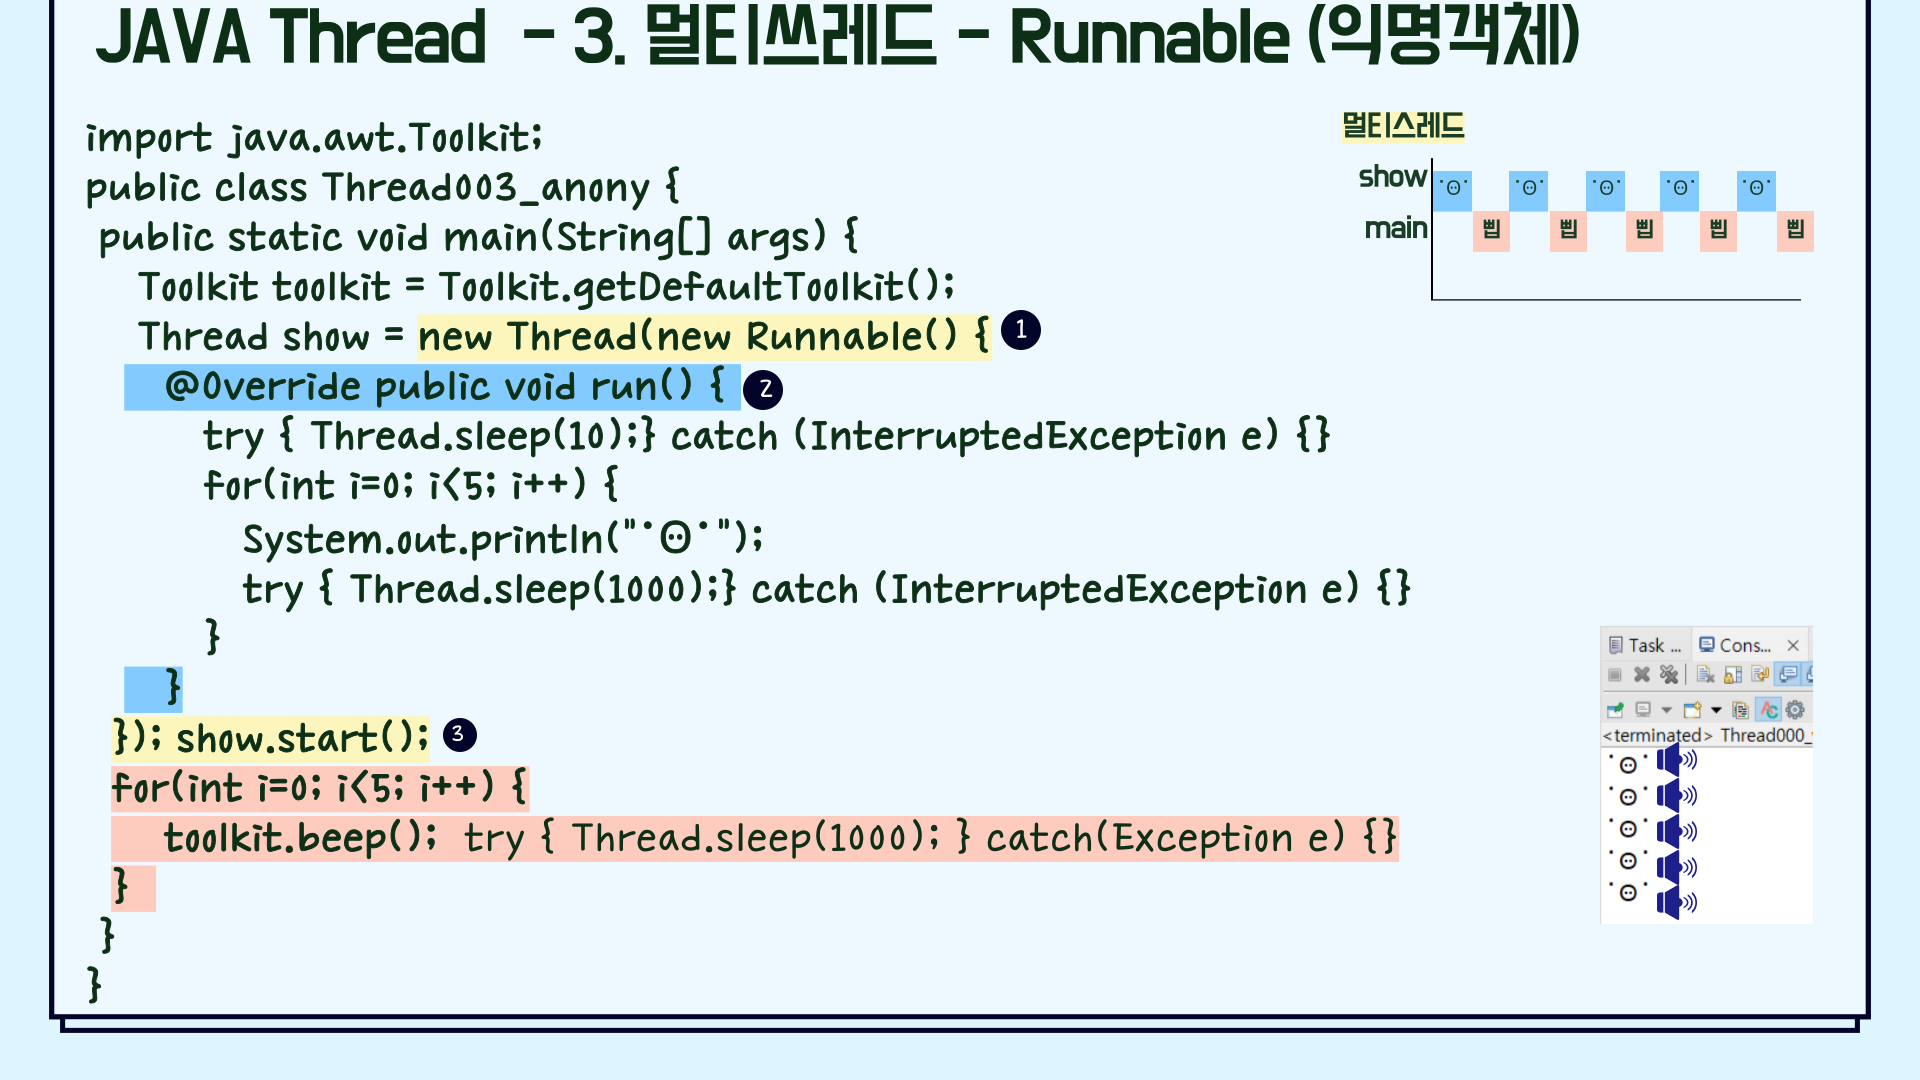 JAVA Thread - 3. 멀티쓰레드 - Runnable (익명객체)
import java.awt.Toolkit;
public class Thread003_anony {
public static void main(String[] args) {
Toolkit toolkit = Toolkit.getDefaultToolkit();
Thread show = new Thread(new Runnable() { 1
@Override public void run() { 2
try { Thread.sleep(10);} catch (InterruptedException e) {}
for(int i=0; i<5; i++) {
System.out.println("˙Ꙩ˙");
try { Thread.sleep(1000);} catch (InterruptedException e) {}
}
}
}); show.start(); 3
for(int i=0; i<5; i++) {
toolkit.beep(); try { Thread.sleep(1000); } catch(Exception e) {}
}
}
}
멀티스레드
show ˙Ꙩ˙ ˙Ꙩ˙ ˙Ꙩ˙ ˙Ꙩ˙ ˙Ꙩ˙
main 삡 삡 삡 삡 삡
Task ... Cons...
<terminated> Thread000_
˙Ꙩ˙
˙Ꙩ˙
˙Ꙩ˙
˙Ꙩ˙
˙Ꙩ˙